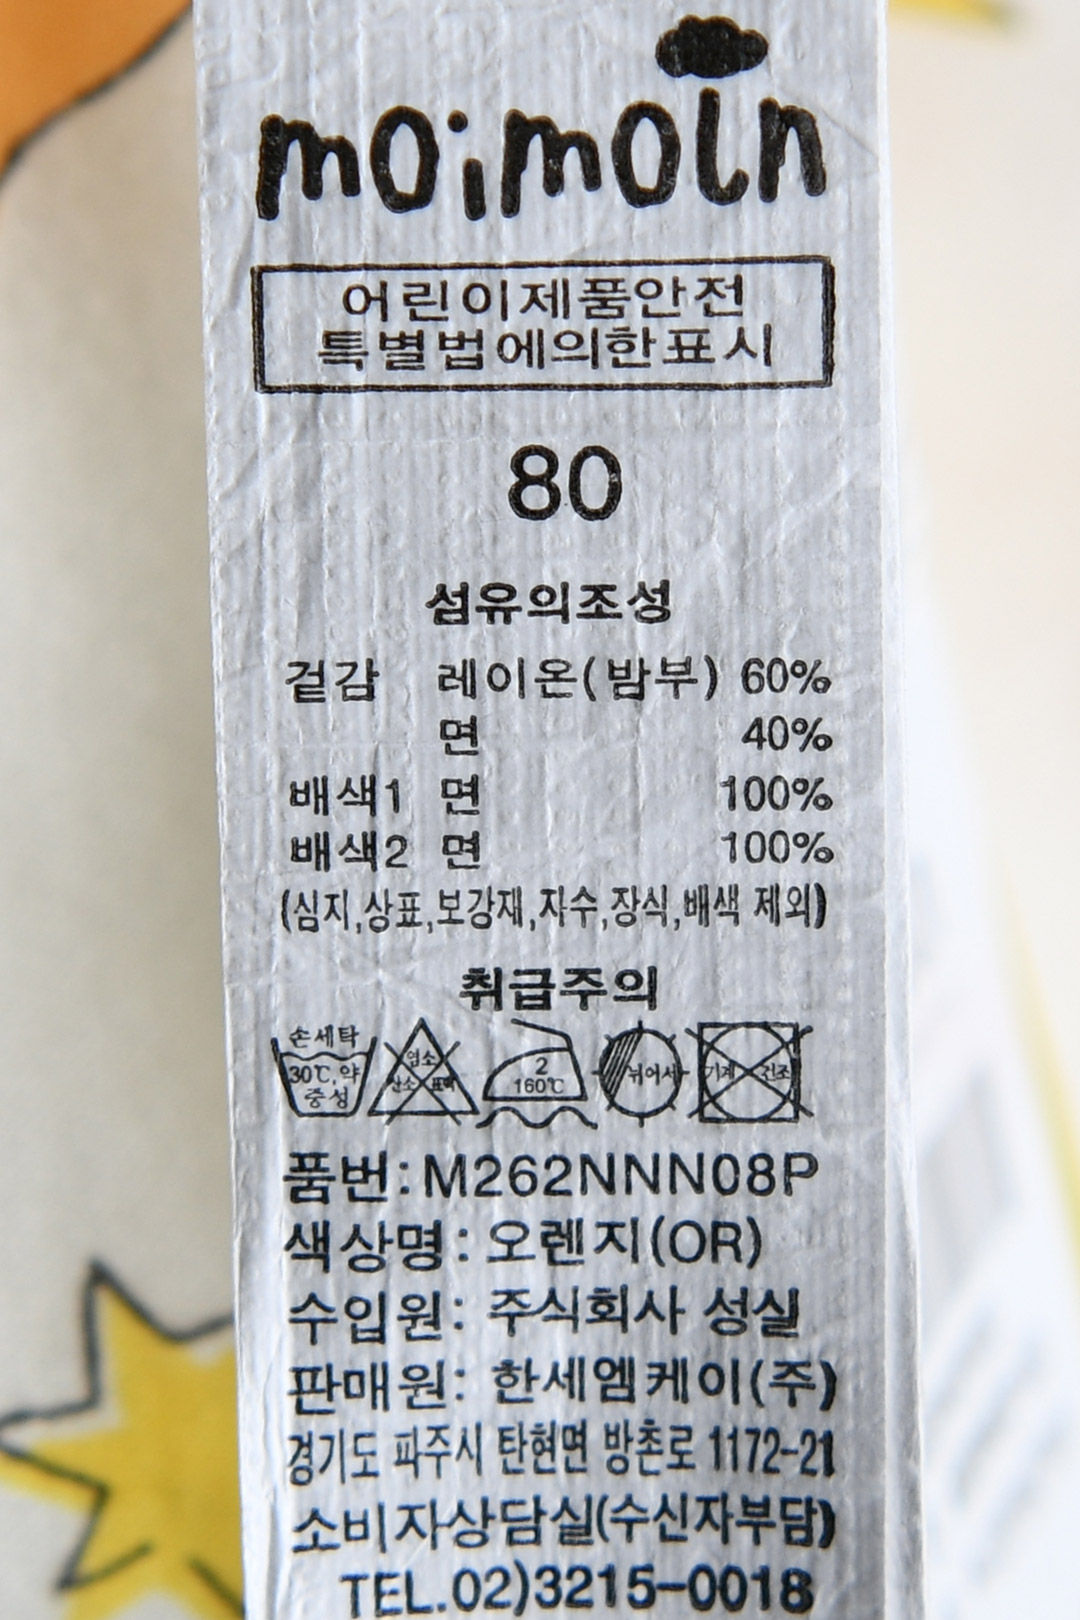 moimoln
어린이제품안전
특별법에의한표시
80
섬유의조성
겉감 레이온(밤부) 60%
면 40%
배색1 면 100%
배색2 면 100%
(심지,상표,보강재,자수,장식,배색 제외)
취급주의
손세탁
30℃,약
중성
염소
산소 표백
2
160℃
뉘어서
기계 건조
품번:M262NNN08P
색상명: 오렌지(OR)
수입원: 주식회사 성실
판매원: 한세엠케이(주)
경기도 파주시 탄현면 방촌로 1172-21
소비자상담실(수신자부담)
TEL.02)3215-0018